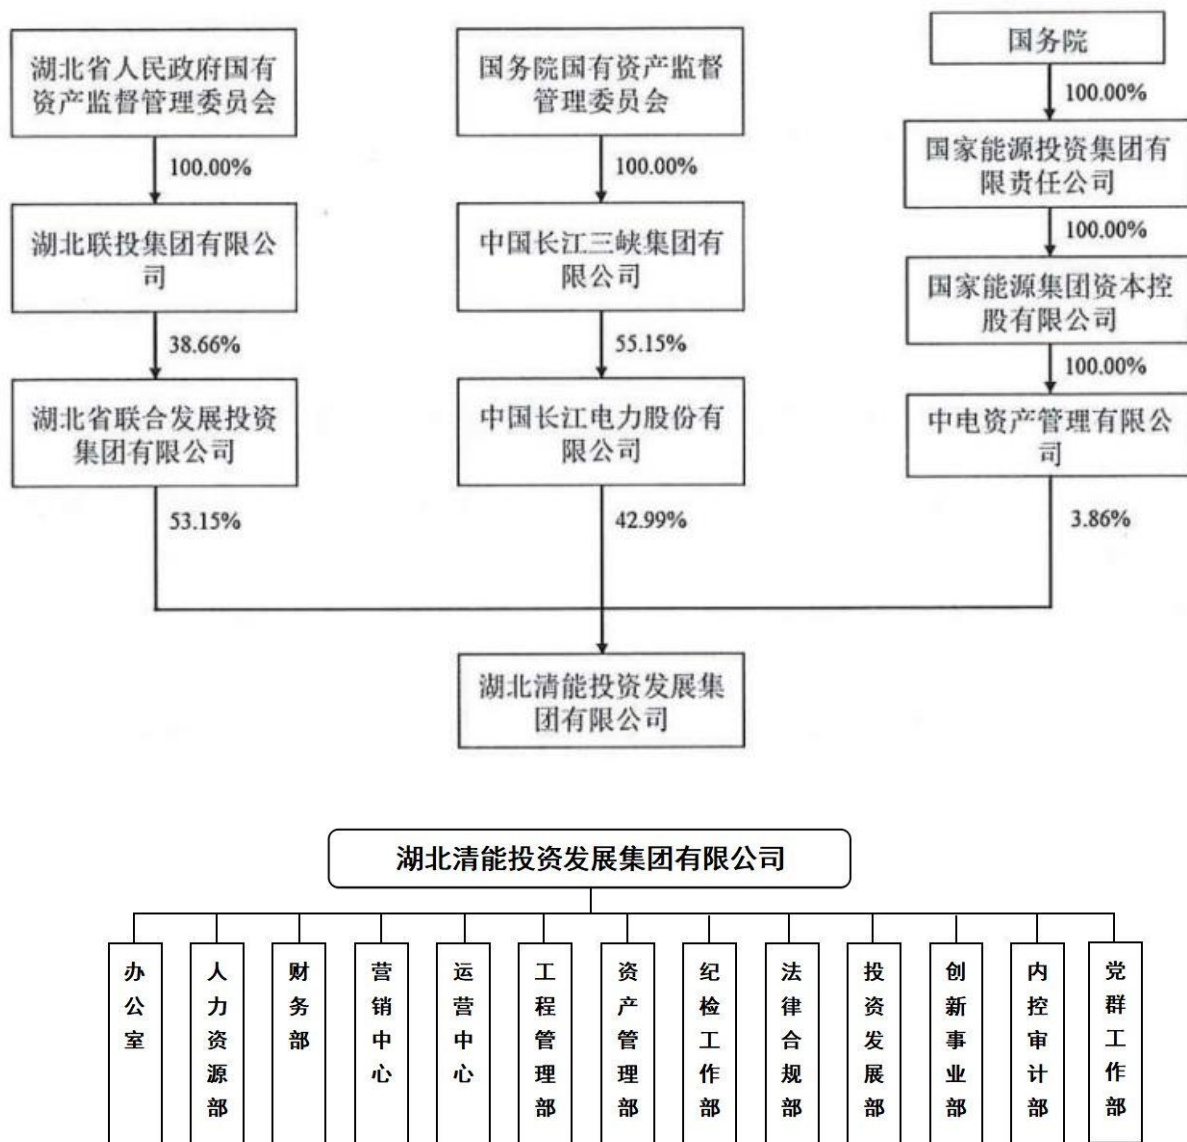 湖北省人民政府国有
资产监督管理委员会
国务院国有资产监督
管理委员会
国务院
100.00%
100.00%
100.00%
国家能源投资集团有
限责任公司
100.00%
湖北联投集团有限公
司
中国长江三峡集团有
限公司
国家能源集团资本控
股有限公司
38.66%
55.15%
100.00%
湖北省联合发展投资
集团有限公司
中国长江电力股份有
限公司
中电资产管理有限公
司
53.15%
42.99%
3.86%
湖北清能投资发展集
团有限公司
湖北清能投资发展集团有限公司
办公室
人力资源部
财务部
营销中心
运营中心
工程管理部
资产管理部
纪检工作部
法律合规部
投资发展部
创新事业部
内控审计部
党群工作部